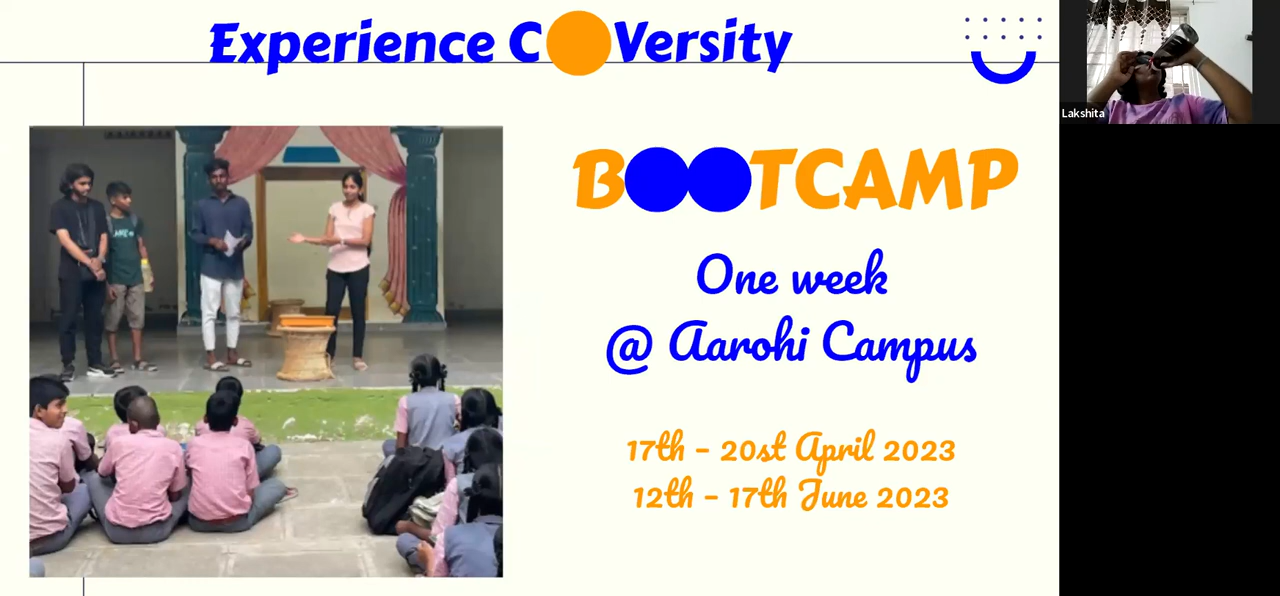 Experience COVersity
BOOTCAMP
One week
@ Aarohi Campus
17th - 20st April 2023
12th - 17th June 2023
Lakshita